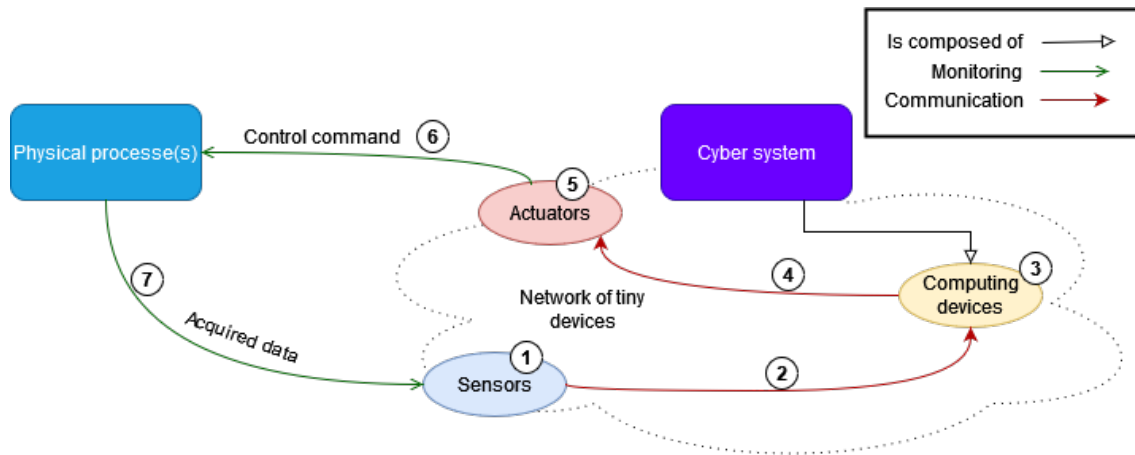 Is composed of
Monitoring
Communication
Physical processe(s)
Control command
6
Cyber system
5
Actuators
3
Computing
devices
4
7
Acquired data
Network of tiny
devices
1
Sensors
2